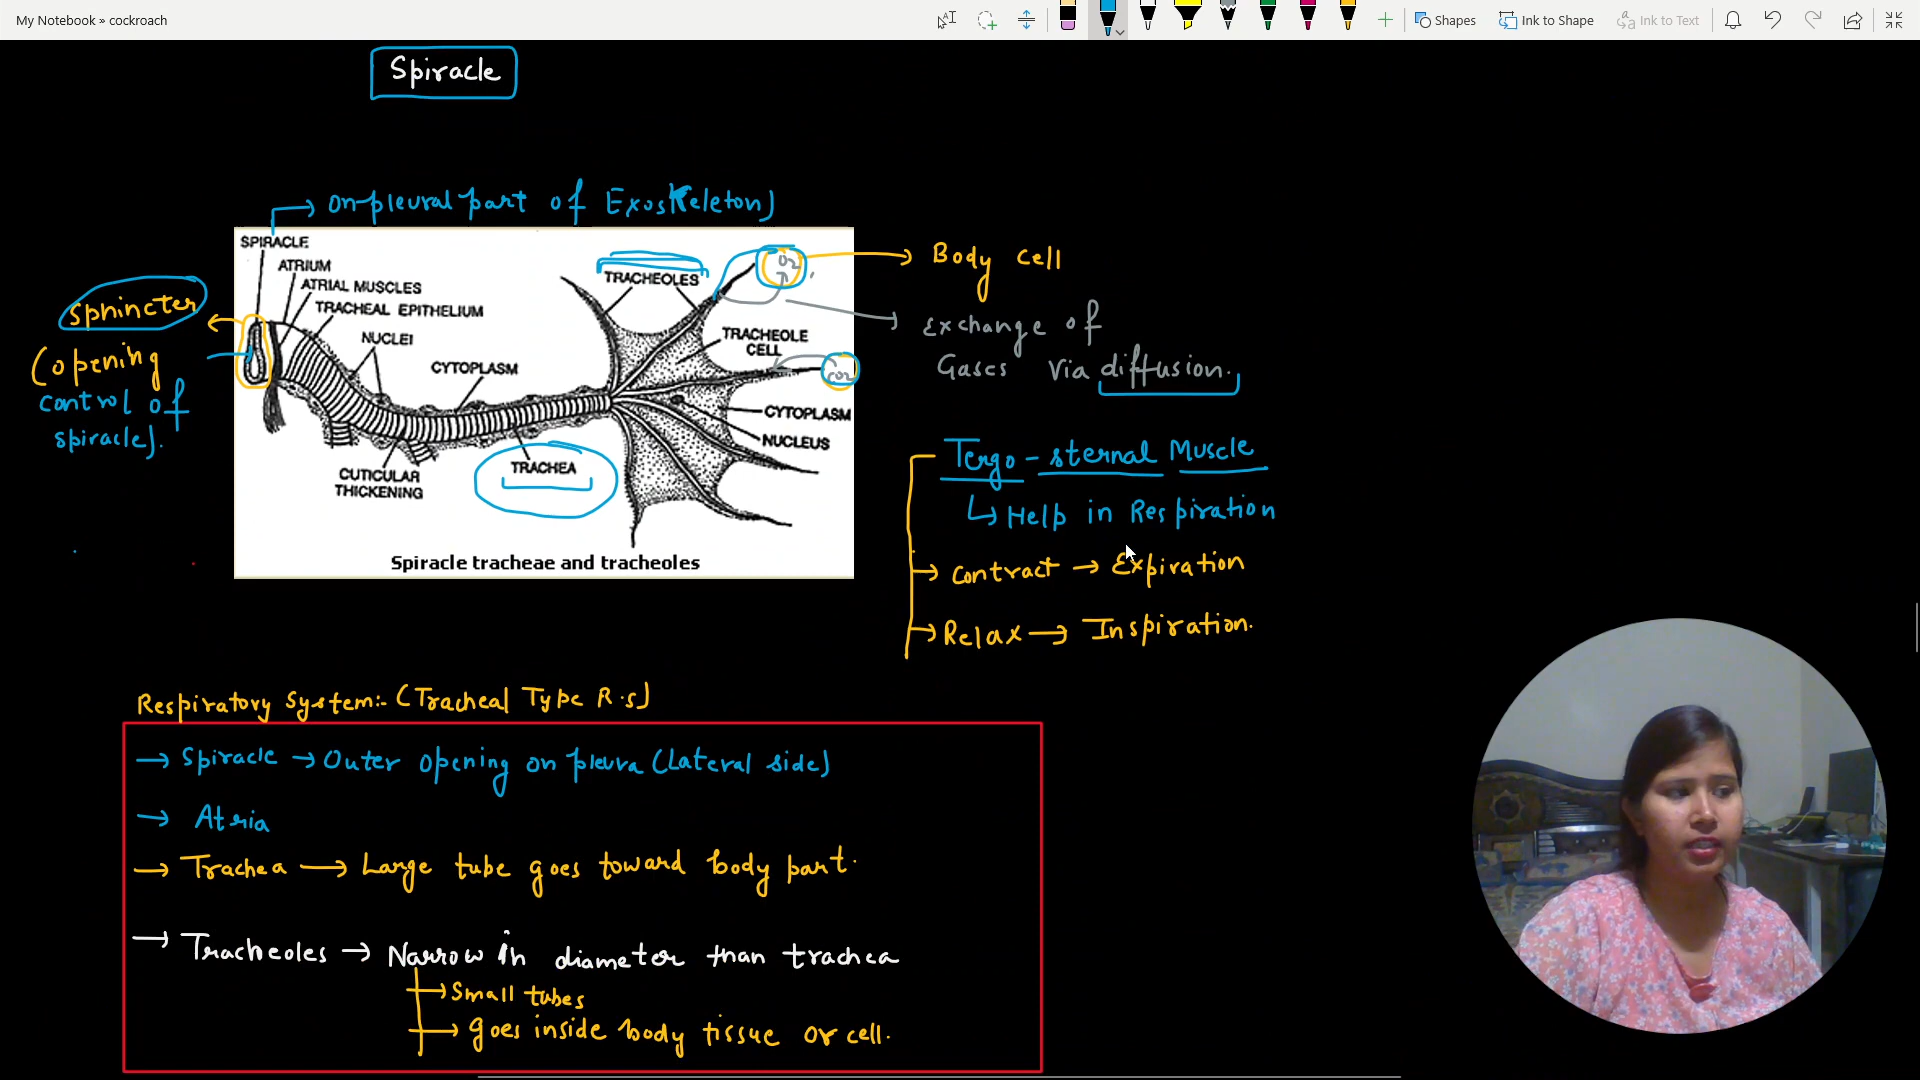 My Notebook » cockroach
Shapes
Ink to Shape
Ink to Text
Spiracle
On pleural part of Exoskeleton)
SPIRACLE
ATRIUM
ATRIAL MUSCLES
TRACHEAL EPITHELIUM
NUCLEI
CYTOPLASM
TRACHEOLES
O2
TRACHEOLE
CELL
CO2
CYTOPLASM
NUCLEUS
TRACHEA
CUTICULAR
THICKENING
Spiracle tracheae and tracheoles
Sphincter
(opening
control of
spiracle).
Body cell
Exchange of
Gases via diffusion.
Tergo - sternal Muscle
Help in Respiration
Contract → Expiration
Relax → Inspiration.
Respiratory System:- (Tracheal Type R.s)
→ Spiracle → Outer opening on pleura (Lateral side)
→ Atria
→ Trachea → Large tube goes toward body part.
→ Tracheoles → Narrow in diameter than trachea
→ Small tubes
→ goes inside body tissue or cell.